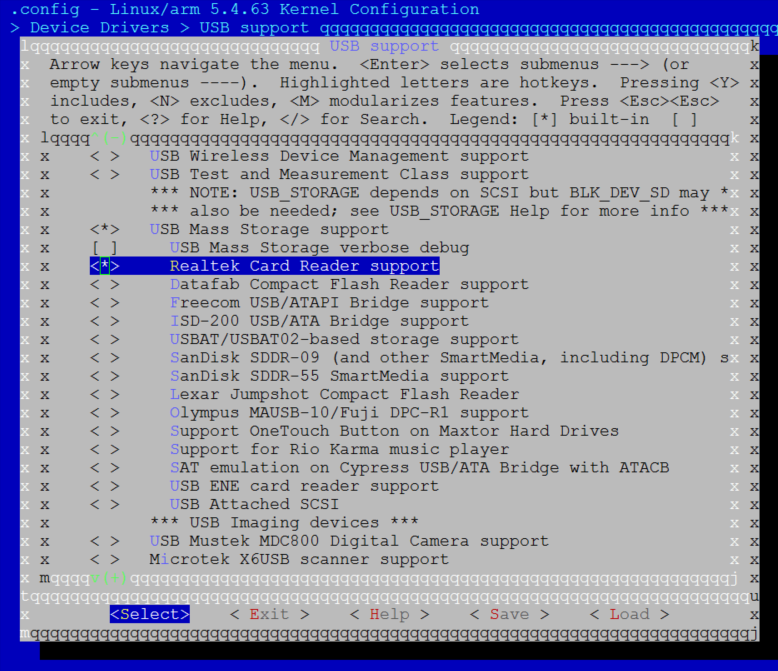 .config - Linux/arm 5.4.63 Kernel Configuration
> Device Drivers > USB support qqqqqqqqqqqqqqqqqqqqqqqqqqqqqqqqqqqqqqqqqqqqqq
lqqqqqqqqqqqqqqqqqqqqqqqqqqqqq USB support qqqqqqqqqqqqqqqqqqqqqqqqqqqqqqk
x Arrow keys navigate the menu. <Enter> selects submenus ---> (or x
x empty submenus ----). Highlighted letters are hotkeys. Pressing <Y> x
x includes, <N> excludes, <M> modularizes features. Press <Esc><Esc> x
x to exit, <?> for Help, </> for Search. Legend: [*] built-in [ ] x
x lqqqq^(-)qqqqqqqqqqqqqqqqqqqqqqqqqqqqqqqqqqqqqqqqqqqqqqqqqqqqqqqqqqqqk x
x x < > USB Wireless Device Management support x x
x x < > USB Test and Measurement Class support x x
x x *** NOTE: USB_STORAGE depends on SCSI but BLK_DEV_SD may *x x
x x *** also be needed; see USB_STORAGE Help for more info ***x x
x x <*> USB Mass Storage support x x
x x [ ] USB Mass Storage verbose debug x x
x x <*> Realtek Card Reader support x x
x x < > Datafab Compact Flash Reader support x x
x x < > Freecom USB/ATAPI Bridge support x x
x x < > ISD-200 USB/ATA Bridge support x x
x x < > USBAT/USBAT02-based storage support x x
x x < > SanDisk SDDR-09 (and other SmartMedia, including DPCM) sx x
x x < > SanDisk SDDR-55 SmartMedia support x x
x x < > Lexar Jumpshot Compact Flash Reader x x
x x < > Olympus MAUSB-10/Fuji DPC-R1 support x x
x x < > Support OneTouch Button on Maxtor Hard Drives x x
x x < > Support for Rio Karma music player x x
x x < > SAT emulation on Cypress USB/ATA Bridge with ATACB x x
x x < > USB ENE card reader support x x
x x < > USB Attached SCSI x x
x x *** USB Imaging devices *** x x
x x < > USB Mustek MDC800 Digital Camera support x x
x x < > Microtek X6USB scanner support x x
x mqqqqv(+)qqqqqqqqqqqqqqqqqqqqqqqqqqqqqqqqqqqqqqqqqqqqqqqqqqqqqqqqqqqqj x
tqqqqqqqqqqqqqqqqqqqqqqqqqqqqqqqqqqqqqqqqqqqqqqqqqqqqqqqqqqqqqqqqqqqqqqqqu
x <Select> < Exit > < Help > < Save > < Load > x
mqqqqqqqqqqqqqqqqqqqqqqqqqqqqqqqqqqqqqqqqqqqqqqqqqqqqqqqqqqqqqqqqqqqqqqqqj